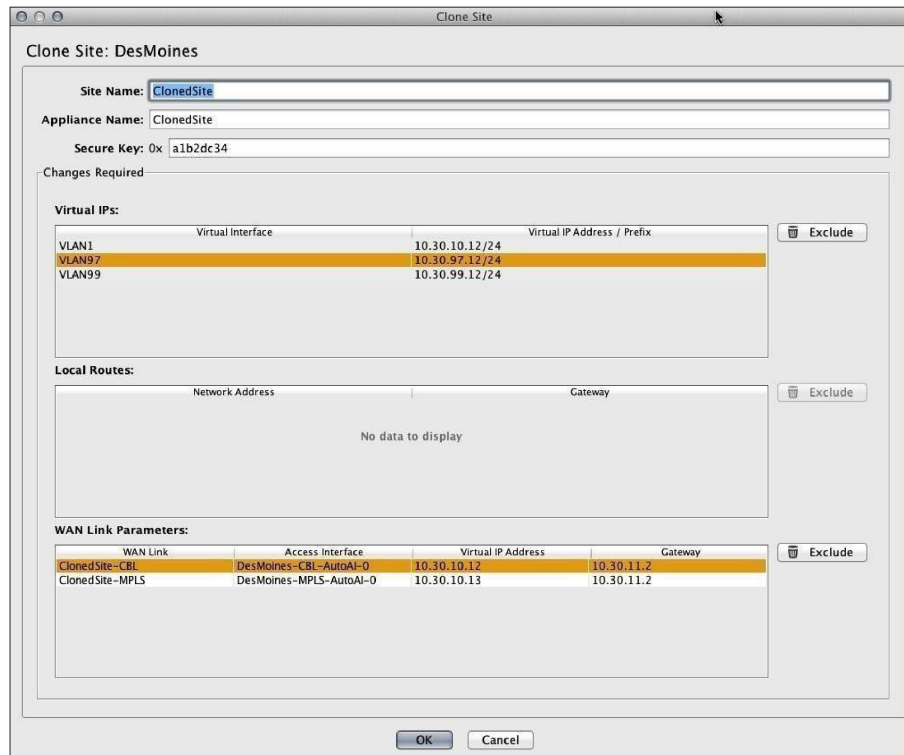 Clone Site
Clone Site: DesMoines
Site Name: ClonedSite
Appliance Name: ClonedSite
Secure Key: 0x a1b2dc34
Changes Required
Virtual IPs:
Virtual Interface Virtual IP Address / Prefix Exclude
VLAN1 10.30.10.12/24
VLAN97 10.30.97.12/24
VLAN99 10.30.99.12/24
Local Routes:
Network Address Gateway Exclude
No data to display
WAN Link Parameters:
WAN Link Access Interface Virtual IP Address Gateway Exclude
ClonedSite-CBL DesMoines-CBL-AutoAI-0 10.30.10.12 10.30.11.2
ClonedSite-MPLS DesMoines-MPLS-AutoAI-0 10.30.10.13 10.30.11.2
OK Cancel